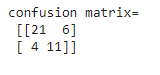 confusion matrix=
[[21  6]
[ 4 11]]